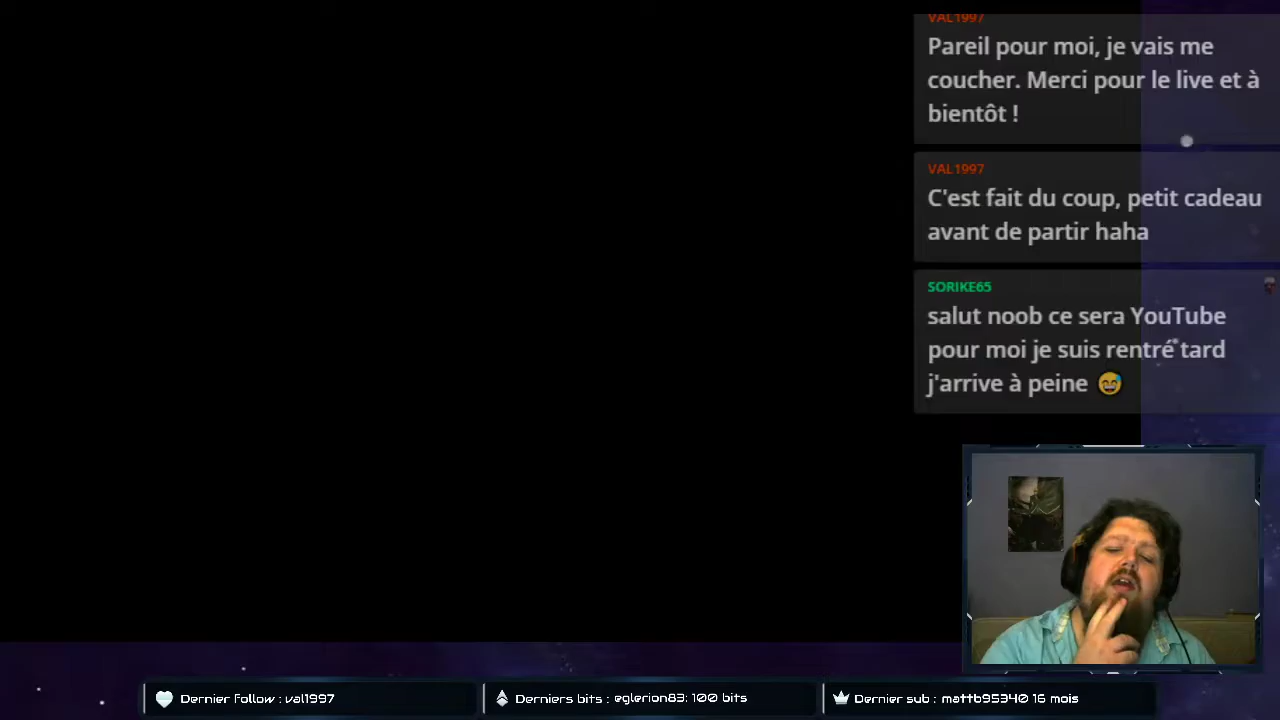 VAL1997
Pareil pour moi, je vais me
coucher. Merci pour le live et à
bientôt !
VAL1997
C'est fait du coup, petit cadeau
avant de partir haha
SORIKE65
salut noob ce sera YouTube
pour moi je suis rentré tard
j'arrive à peine 😅
Dernier Follow : val1997
Derniers bits : eglerion83: 100 bits
Dernier sub : mattb95340 16 mois